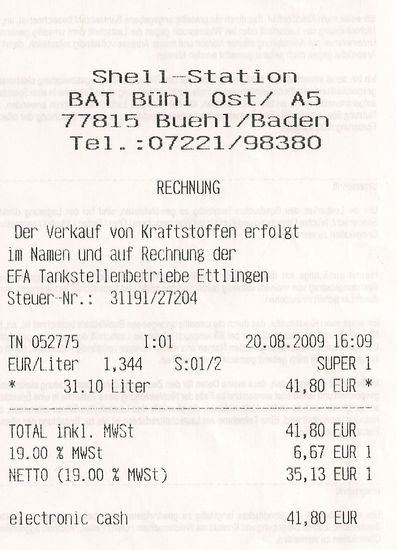 Shell-Station
BAT Bühl Ost/ A5
77815 Buehl/Baden
Tel.:07221/98380
RECHNUNG
Der Verkauf von Kraftstoffen erfolgt
im Namen und auf Rechnung der
EFA Tankstellenbetriebe Ettlingen
Steuer-Nr.: 31191/27204
TN 052775 I:01 20.08.2009 16:09
EUR/Liter 1,344 S:01/2 SUPER 1
* 31.10 Liter 41,80 EUR *
TOTAL inkl. MWSt 41,80 EUR
19.00 % MWSt 6,67 EUR 1
NETTO (19.00 % MWSt) 35,13 EUR 1
electronic cash 41,80 EUR